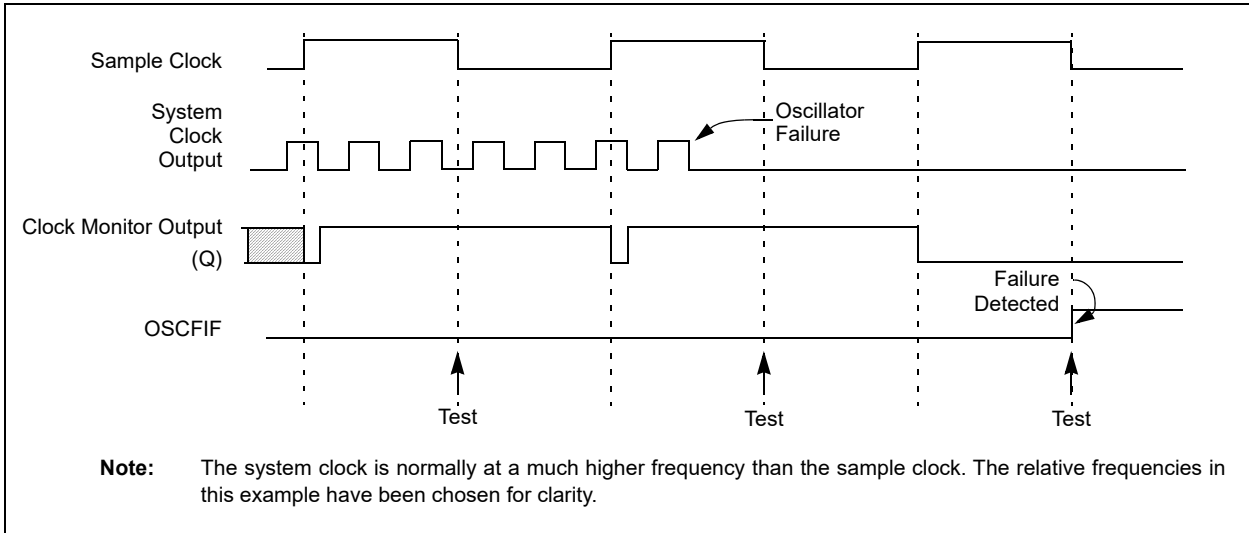 Sample Clock
System
Clock
Output
Oscillator
Failure
Clock Monitor Output
(Q)
Failure
Detected
OSCFIF
Test
Test
Test
Note: The system clock is normally at a much higher frequency than the sample clock. The relative frequencies in
this example have been chosen for clarity.